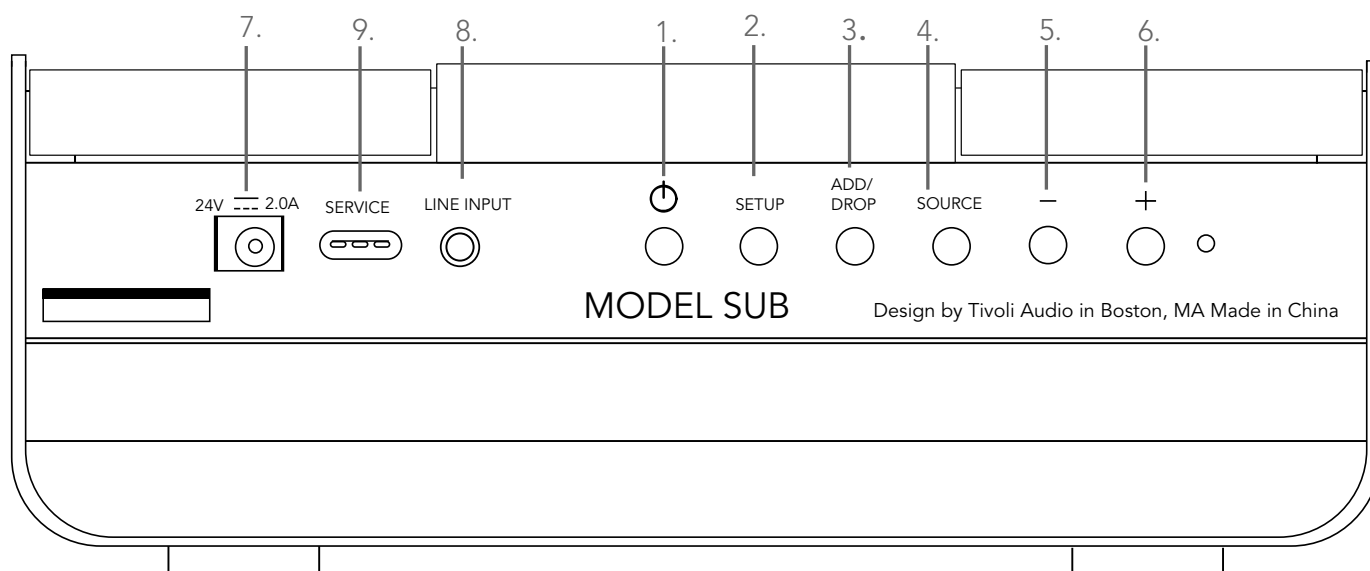 7. 9. 8. 1. 2. 3. 4. 5. 6.
24V 2.0A SERVICE LINE INPUT SETUP ADD/ DROP SOURCE − +
MODEL SUB Design by Tivoli Audio in Boston, MA Made in China